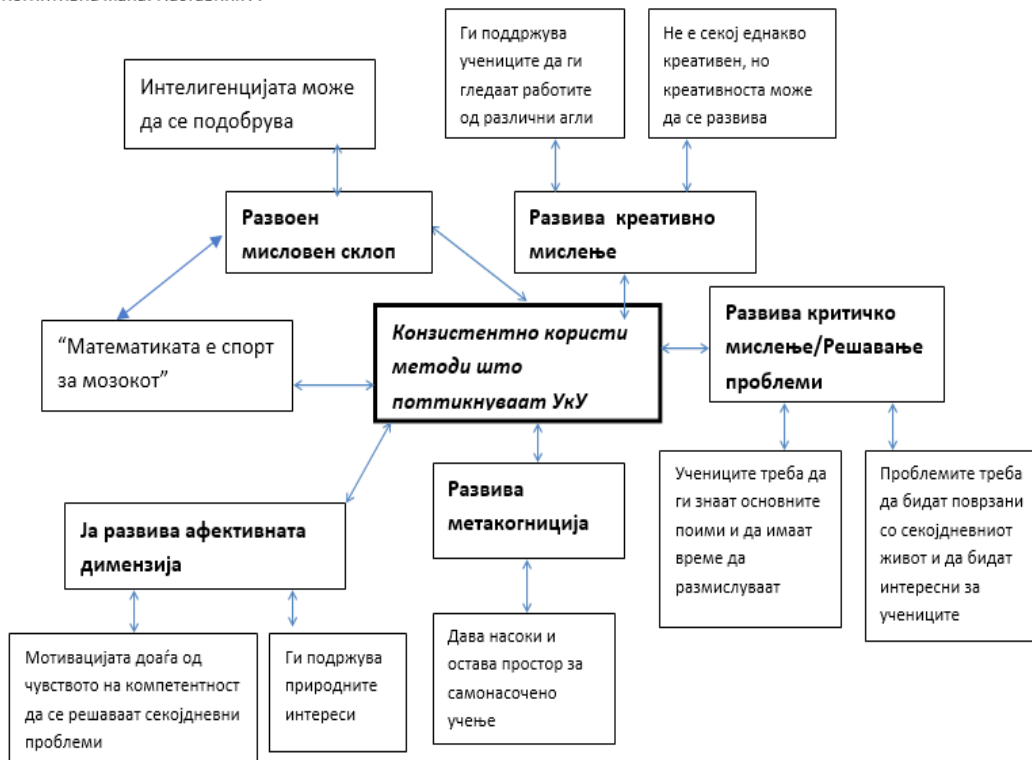 Ги поддржува
учениците да ги
гледаат работите
од различни агли
Не е секој еднакво
креативен, но
креативноста може
да се развива
Интелигенцијата може
да се подобрува
Развоен
мисловен склоп
Развива креативно
мислење
"Математиката е спорт
за мозокот"
Конзистентно користи
методи што
поттикнуваат УкУ
Развива критичко
мислење/Решавање
проблеми
Учениците треба да
ги знаат основните
поими и да имаат
време да
размислуваат
Проблемите треба
да бидат поврзани
со секојдневниот
живот и да бидат
интересни за
учениците
Развива
метакогниција
Ја развива афективната
димензија
Дава насоки и
остава простор за
самонасочено
учење
Мотивацијата доаѓа од
чувството на компетентност
да се решаваат секојдневни
проблеми
Ги подржува
природните
интереси